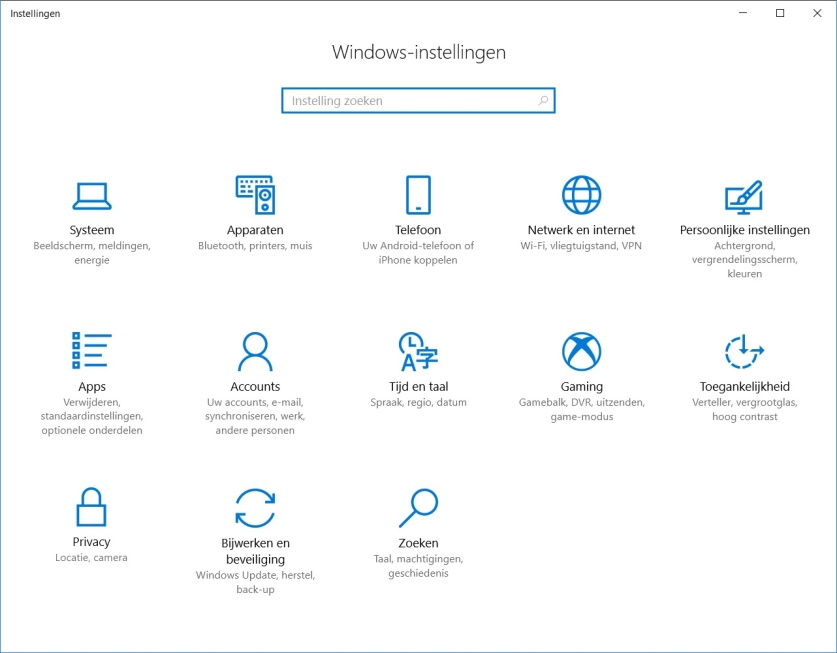 Instellingen
Windows-instellingen
Instelling zoeken
Systeem
Beeldscherm, meldingen,
energie
Apparaten
Bluetooth, printers, muis
Telefoon
Uw Android-telefoon of
iPhone koppelen
Netwerk en internet
Wi-Fi, vliegtuigstand, VPN
Persoonlijke instellingen
Achtergrond,
vergrendelingsscherm,
kleuren
Apps
Verwijderen,
standaardinstellingen,
optionele onderdelen
Accounts
Uw accounts, e-mail,
synchroniseren, werk,
andere personen
Tijd en taal
Spraak, regio, datum
Gaming
Gamebalk, DVR, uitzenden,
game-modus
Toegankelijkheid
Verteller, vergrootglas,
hoog contrast
Privacy
Locatie, camera
Bijwerken en
beveiliging
Windows Update, herstel,
back-up
Zoeken
Taal, machtigingen,
geschiedenis